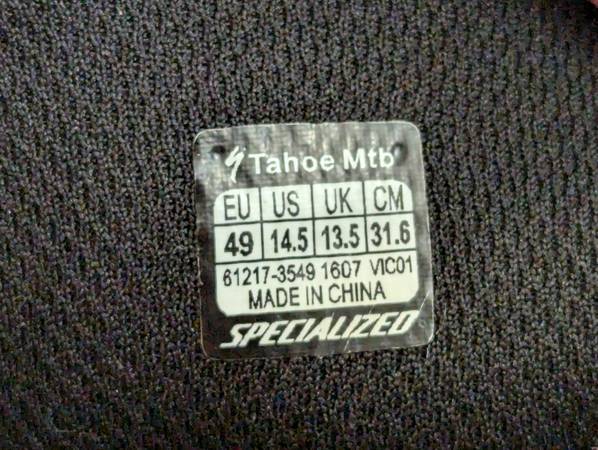 Tahoe Mtb
EU US UK CM
49 14.5 13.5 31.6
61217-3549 1607 VIC01
MADE IN CHINA
SPECIALIZED